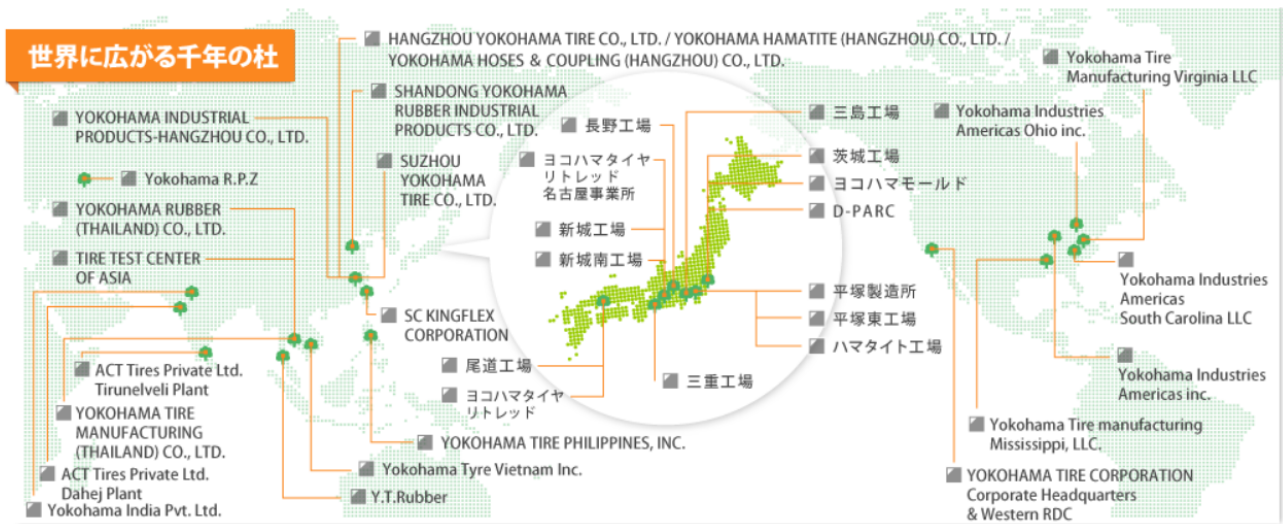 世界に広がる千年の杜
HANGZHOU YOKOHAMA TIRE CO., LTD. / YOKOHAMA HAMATITE (HANGZHOU) CO., LTD. /
YOKOHAMA HOSES & COUPLING (HANGZHOU) CO., LTD.
YOKOHAMA INDUSTRIAL
PRODUCTS-HANGZHOU CO., LTD.
SHANDONG YOKOHAMA
RUBBER INDUSTRIAL
PRODUCTS CO., LTD.
SUZHOU
YOKOHAMA
TIRE CO., LTD.
Yokohama R.P.Z
YOKOHAMA RUBBER
(THAILAND) CO., LTD.
TIRE TEST CENTER
OF ASIA
SC KINGFLEX
CORPORATION
ACT Tires Private Ltd.
Tirunelveli Plant
YOKOHAMA TIRE
MANUFACTURING
(THAILAND) CO., LTD.
ACT Tires Private Ltd.
Dahej Plant
Yokohama India Pvt. Ltd.
YOKOHAMA TIRE PHILIPPINES, INC.
Yokohama Tyre Vietnam Inc.
Y.T.Rubber
長野工場
ヨコハマタイヤ
リトレッド
名古屋事業所
新城工場
新城南工場
尾道工場
ヨコハマタイヤ
リトレッド
三重工場
三島工場
茨城工場
ヨコハマモールド
D-PARC
平塚製造所
平塚東工場
ハマタイト工場
Yokohama Tire
Manufacturing Virginia LLC
Yokohama Industries
Americas Ohio inc.
Yokohama Industries
Americas
South Carolina LLC
Yokohama Industries
Americas inc.
Yokohama Tire manufacturing
Mississippi, LLC.
YOKOHAMA TIRE CORPORATION
Corporate Headquarters
& Western RDC